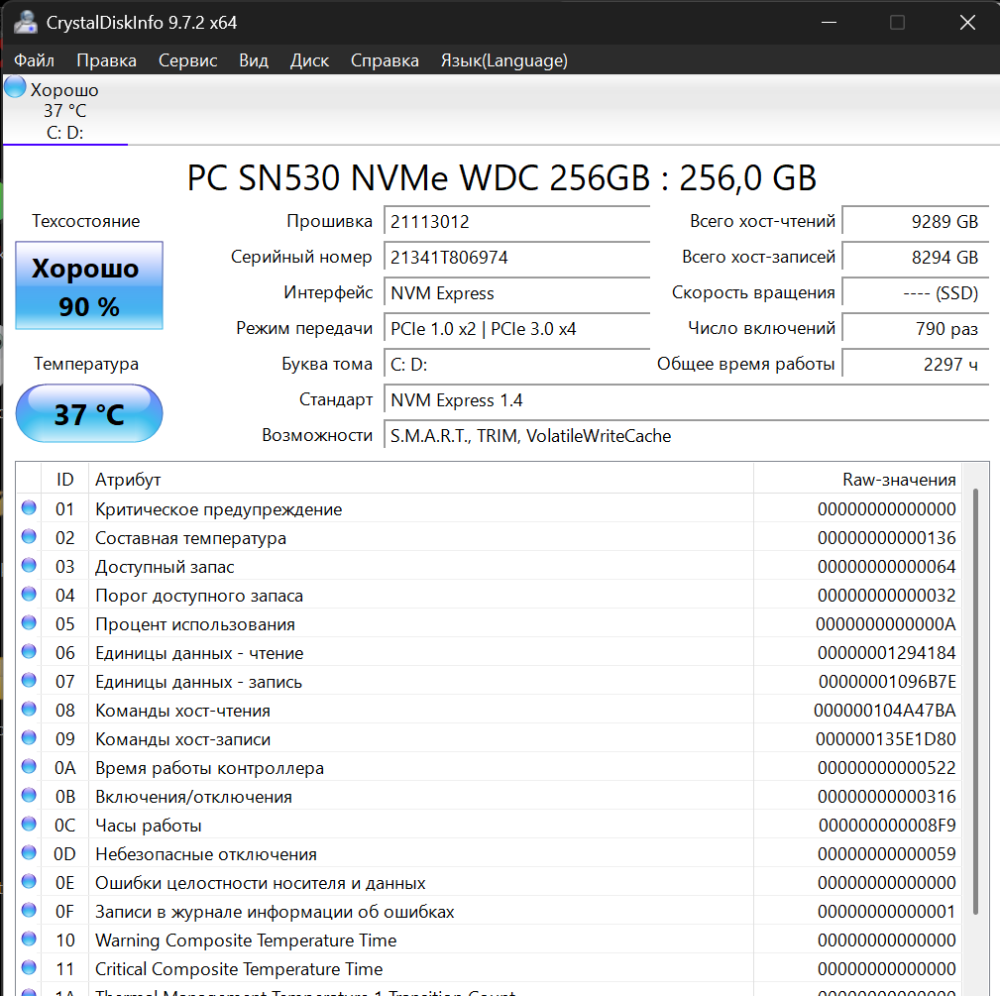 CrystalDiskInfo 9.7.2 x64
Файл Правка Сервис Вид Диск Справка Язык(Language)
Хорошо
37 °C
C: D:
PC SN530 NVMe WDC 256GB : 256,0 GB
Техсостояние
Хорошо
90 %
Температура
37 °C
Прошивка 21113012
Серийный номер 21341T806974
Интерфейс NVM Express
Режим передачи PCIe 1.0 x2 | PCIe 3.0 x4
Буква тома C: D:
Стандарт NVM Express 1.4
Возможности S.M.A.R.T., TRIM, VolatileWriteCache
Всего хост-чтений 9289 GB
Всего хост-записей 8294 GB
Скорость вращения ---- (SSD)
Число включений 790 раз
Общее время работы 2297 ч
ID Атрибут Raw-значения
01 Критическое предупреждение 00000000000000
02 Составная температура 00000000000136
03 Доступный запас 00000000000064
04 Порог доступного запаса 00000000000032
05 Процент использования 0000000000000A
06 Единицы данных - чтение 00000001294184
07 Единицы данных - запись 00000001096B7E
08 Команды хост-чтения 000000104A47BA
09 Команды хост-записи 000000135E1D80
0A Время работы контроллера 00000000000522
0B Включения/отключения 00000000000316
0C Часы работы 000000000008F9
0D Небезопасные отключения 00000000000059
0E Ошибки целостности носителя и данных 00000000000000
0F Записи в журнале информации об ошибках 00000000000001
10 Warning Composite Temperature Time 00000000000000
11 Critical Composite Temperature Time 00000000000000
1A Thermal Management Temperature 1 Transition Count 00000000000000